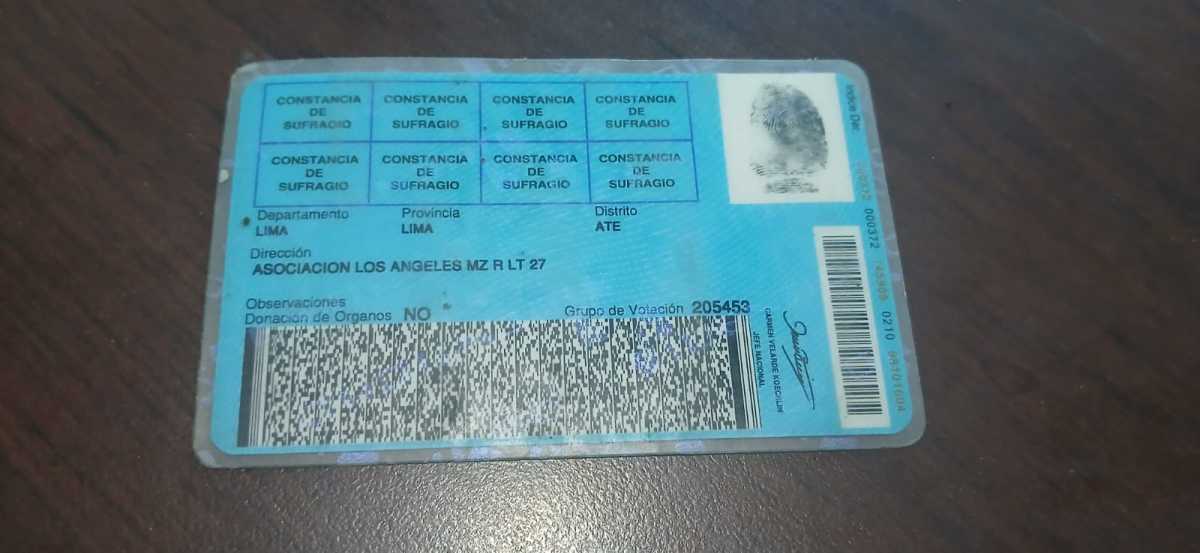 CONSTANCIA DE SUFRAGIO
CONSTANCIA DE SUFRAGIO
CONSTANCIA DE SUFRAGIO
CONSTANCIA DE SUFRAGIO
CONSTANCIA DE SUFRAGIO
CONSTANCIA DE SUFRAGIO
CONSTANCIA DE SUFRAGIO
CONSTANCIA DE SUFRAGIO
Departamento Provincia Distrito
LIMA LIMA ATE
Dirección
ASOCIACION LOS ANGELES MZ R LT 27
Observaciones
Donación de Organos NO Grupo de Votación 205453
CARMEN VELARDE KOECHLIN
JEFE NACIONAL
000372 0210